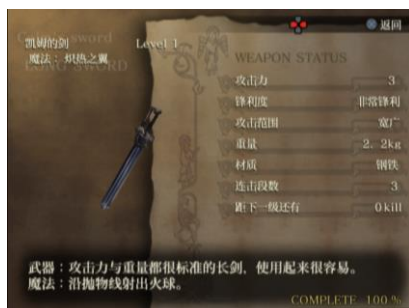 返回
凯姆的剑 Level 1
LONG SWORD
魔法：炽热之翼
WEAPON STATUS
攻击力 3
锋利度 非常锋利
攻击范围 宽广
重量 2. 2kg
材质 钢铁
连击段数 3
距下一级还有 0kill
武器：攻击力与重量都很标准的长剑，使用起来很容易。
魔法：沿抛物线射出火球。
COMPLETE 100%